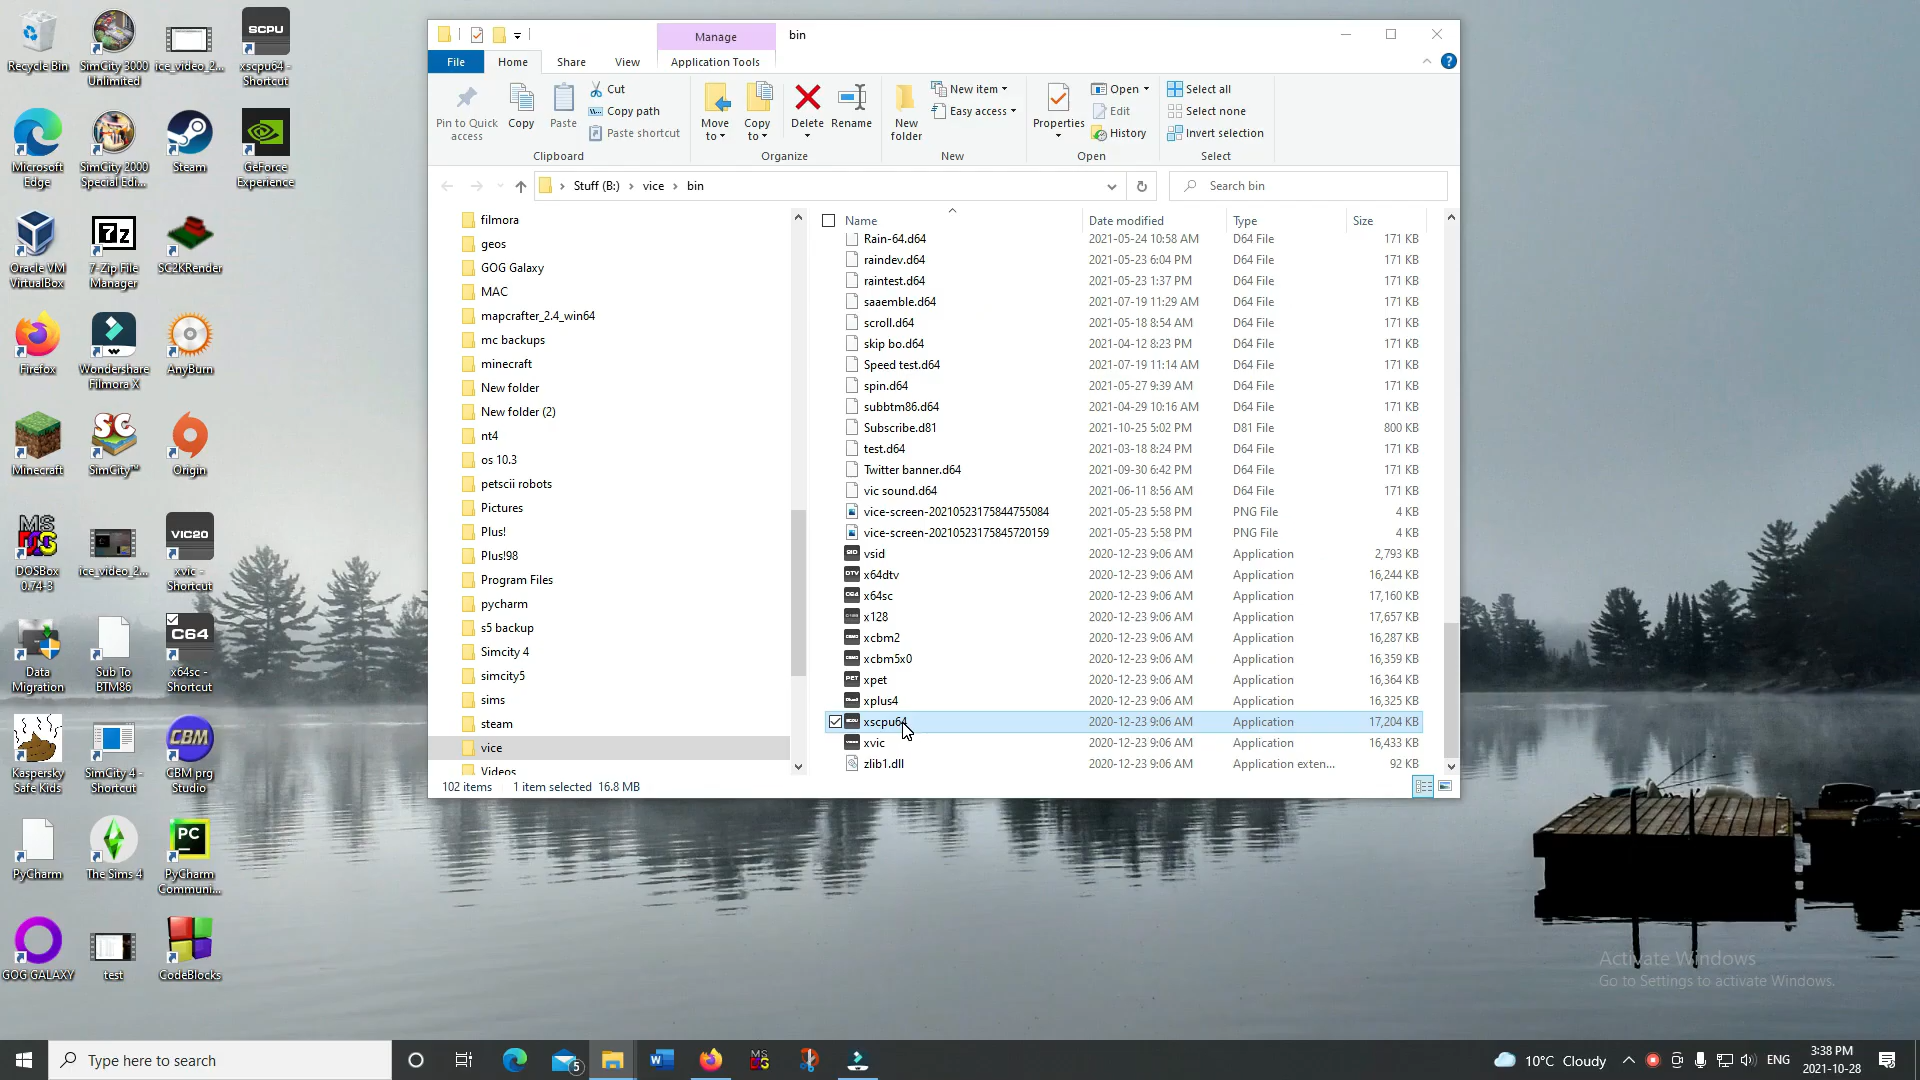 Recycle Bin
SimCity 3000
Unlimited
ice_video_2...
SCPU
xscpu64 -
Shortcut
Microsoft
Edge
SimCity 2000
Special Edi...
Steam
GeForce
Experience
Oracle VM
VirtualBox
7z
7-Zip File
Manager
SC2KRender
Firefox
Wondershare
Filmora X
AnyBurn
Minecraft
SC
SimCity™
Origin
MS
DOSBox
0.74-3
ice_video_2...
VIC20
xvic -
Shortcut
Data
Migration
Sub To
BTM86
C64
x64sc -
Shortcut
Kaspersky
Safe Kids
SimCity 4 -
Shortcut
CBM
CBM prg
Studio
PyCharm
The Sims 4
PC
PyCharm
Communi...
GOG GALAXY
test
CodeBlocks
Manage
bin
File
Home
Share
View
Application Tools
Pin to Quick
access
Copy
Paste
Cut
Copy path
Paste shortcut
Clipboard
Move
to
Copy
to
Delete
Rename
Organize
New
folder
New item
Easy access
New
Properties
Open
Edit
History
Open
Select all
Select none
Invert selection
Select
Stuff (B:) › vice › bin
Search bin
filmora
geos
GOG Galaxy
MAC
mapcrafter_2.4_win64
mc backups
minecraft
New folder
New folder (2)
nt4
os 10.3
petscii robots
Pictures
Plus!
Plus!98
Program Files
pycharm
s5 backup
Simcity 4
simcity5
sims
steam
vice
Videos
Name Date modified Type Size
Rain-64.d64 2021-05-24 10:58 AM D64 File 171 KB
raindev.d64 2021-05-23 6:04 PM D64 File 171 KB
raintest.d64 2021-05-23 1:37 PM D64 File 171 KB
saaemble.d64 2021-07-19 11:29 AM D64 File 171 KB
scroll.d64 2021-05-18 8:54 AM D64 File 171 KB
skip bo.d64 2021-04-12 8:23 PM D64 File 171 KB
Speed test.d64 2021-07-19 11:14 AM D64 File 171 KB
spin.d64 2021-05-27 9:39 AM D64 File 171 KB
subbtm86.d64 2021-04-29 10:16 AM D64 File 171 KB
Subscribe.d81 2021-10-25 5:02 PM D81 File 800 KB
test.d64 2021-03-18 8:24 PM D64 File 171 KB
Twitter banner.d64 2021-09-30 6:42 PM D64 File 171 KB
vic sound.d64 2021-06-11 8:56 AM D64 File 171 KB
vice-screen-20210523175844755084 2021-05-23 5:58 PM PNG File 4 KB
vice-screen-20210523175845720159 2021-05-23 5:58 PM PNG File 4 KB
vsid 2020-12-23 9:06 AM Application 2,793 KB
x64dtv 2020-12-23 9:06 AM Application 16,244 KB
x64sc 2020-12-23 9:06 AM Application 17,160 KB
x128 2020-12-23 9:06 AM Application 17,657 KB
xcbm2 2020-12-23 9:06 AM Application 16,287 KB
xcbm5x0 2020-12-23 9:06 AM Application 16,359 KB
xpet 2020-12-23 9:06 AM Application 16,364 KB
xplus4 2020-12-23 9:06 AM Application 16,325 KB
xscpu64 2020-12-23 9:06 AM Application 17,204 KB
xvic 2020-12-23 9:06 AM Application 16,433 KB
zlib1.dll 2020-12-23 9:06 AM Application exten... 92 KB
102 items 1 item selected 16.8 MB
Activate Windows
Go to Settings to activate Windows.
Type here to search
5
10°C Cloudy
ENG
3:38 PM
2021-10-28